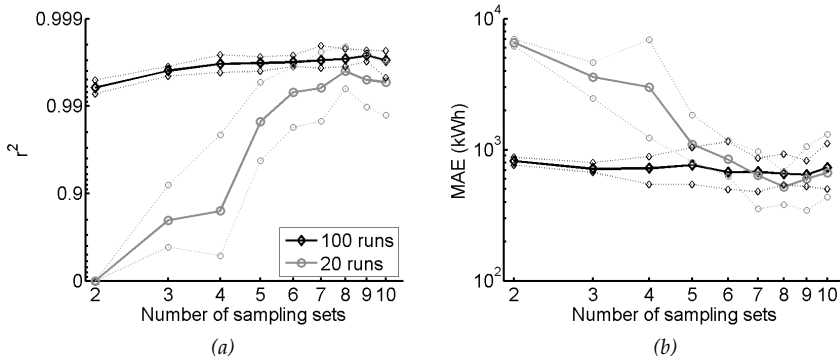 0.999
0.99
0.9
0
r²
100 runs
20 runs
2 3 4 5 6 7 8 9 10
Number of sampling sets
(a)
10⁴
10³
10²
MAE (kWh)
2 3 4 5 6 7 8 9 10
Number of sampling sets
(b)